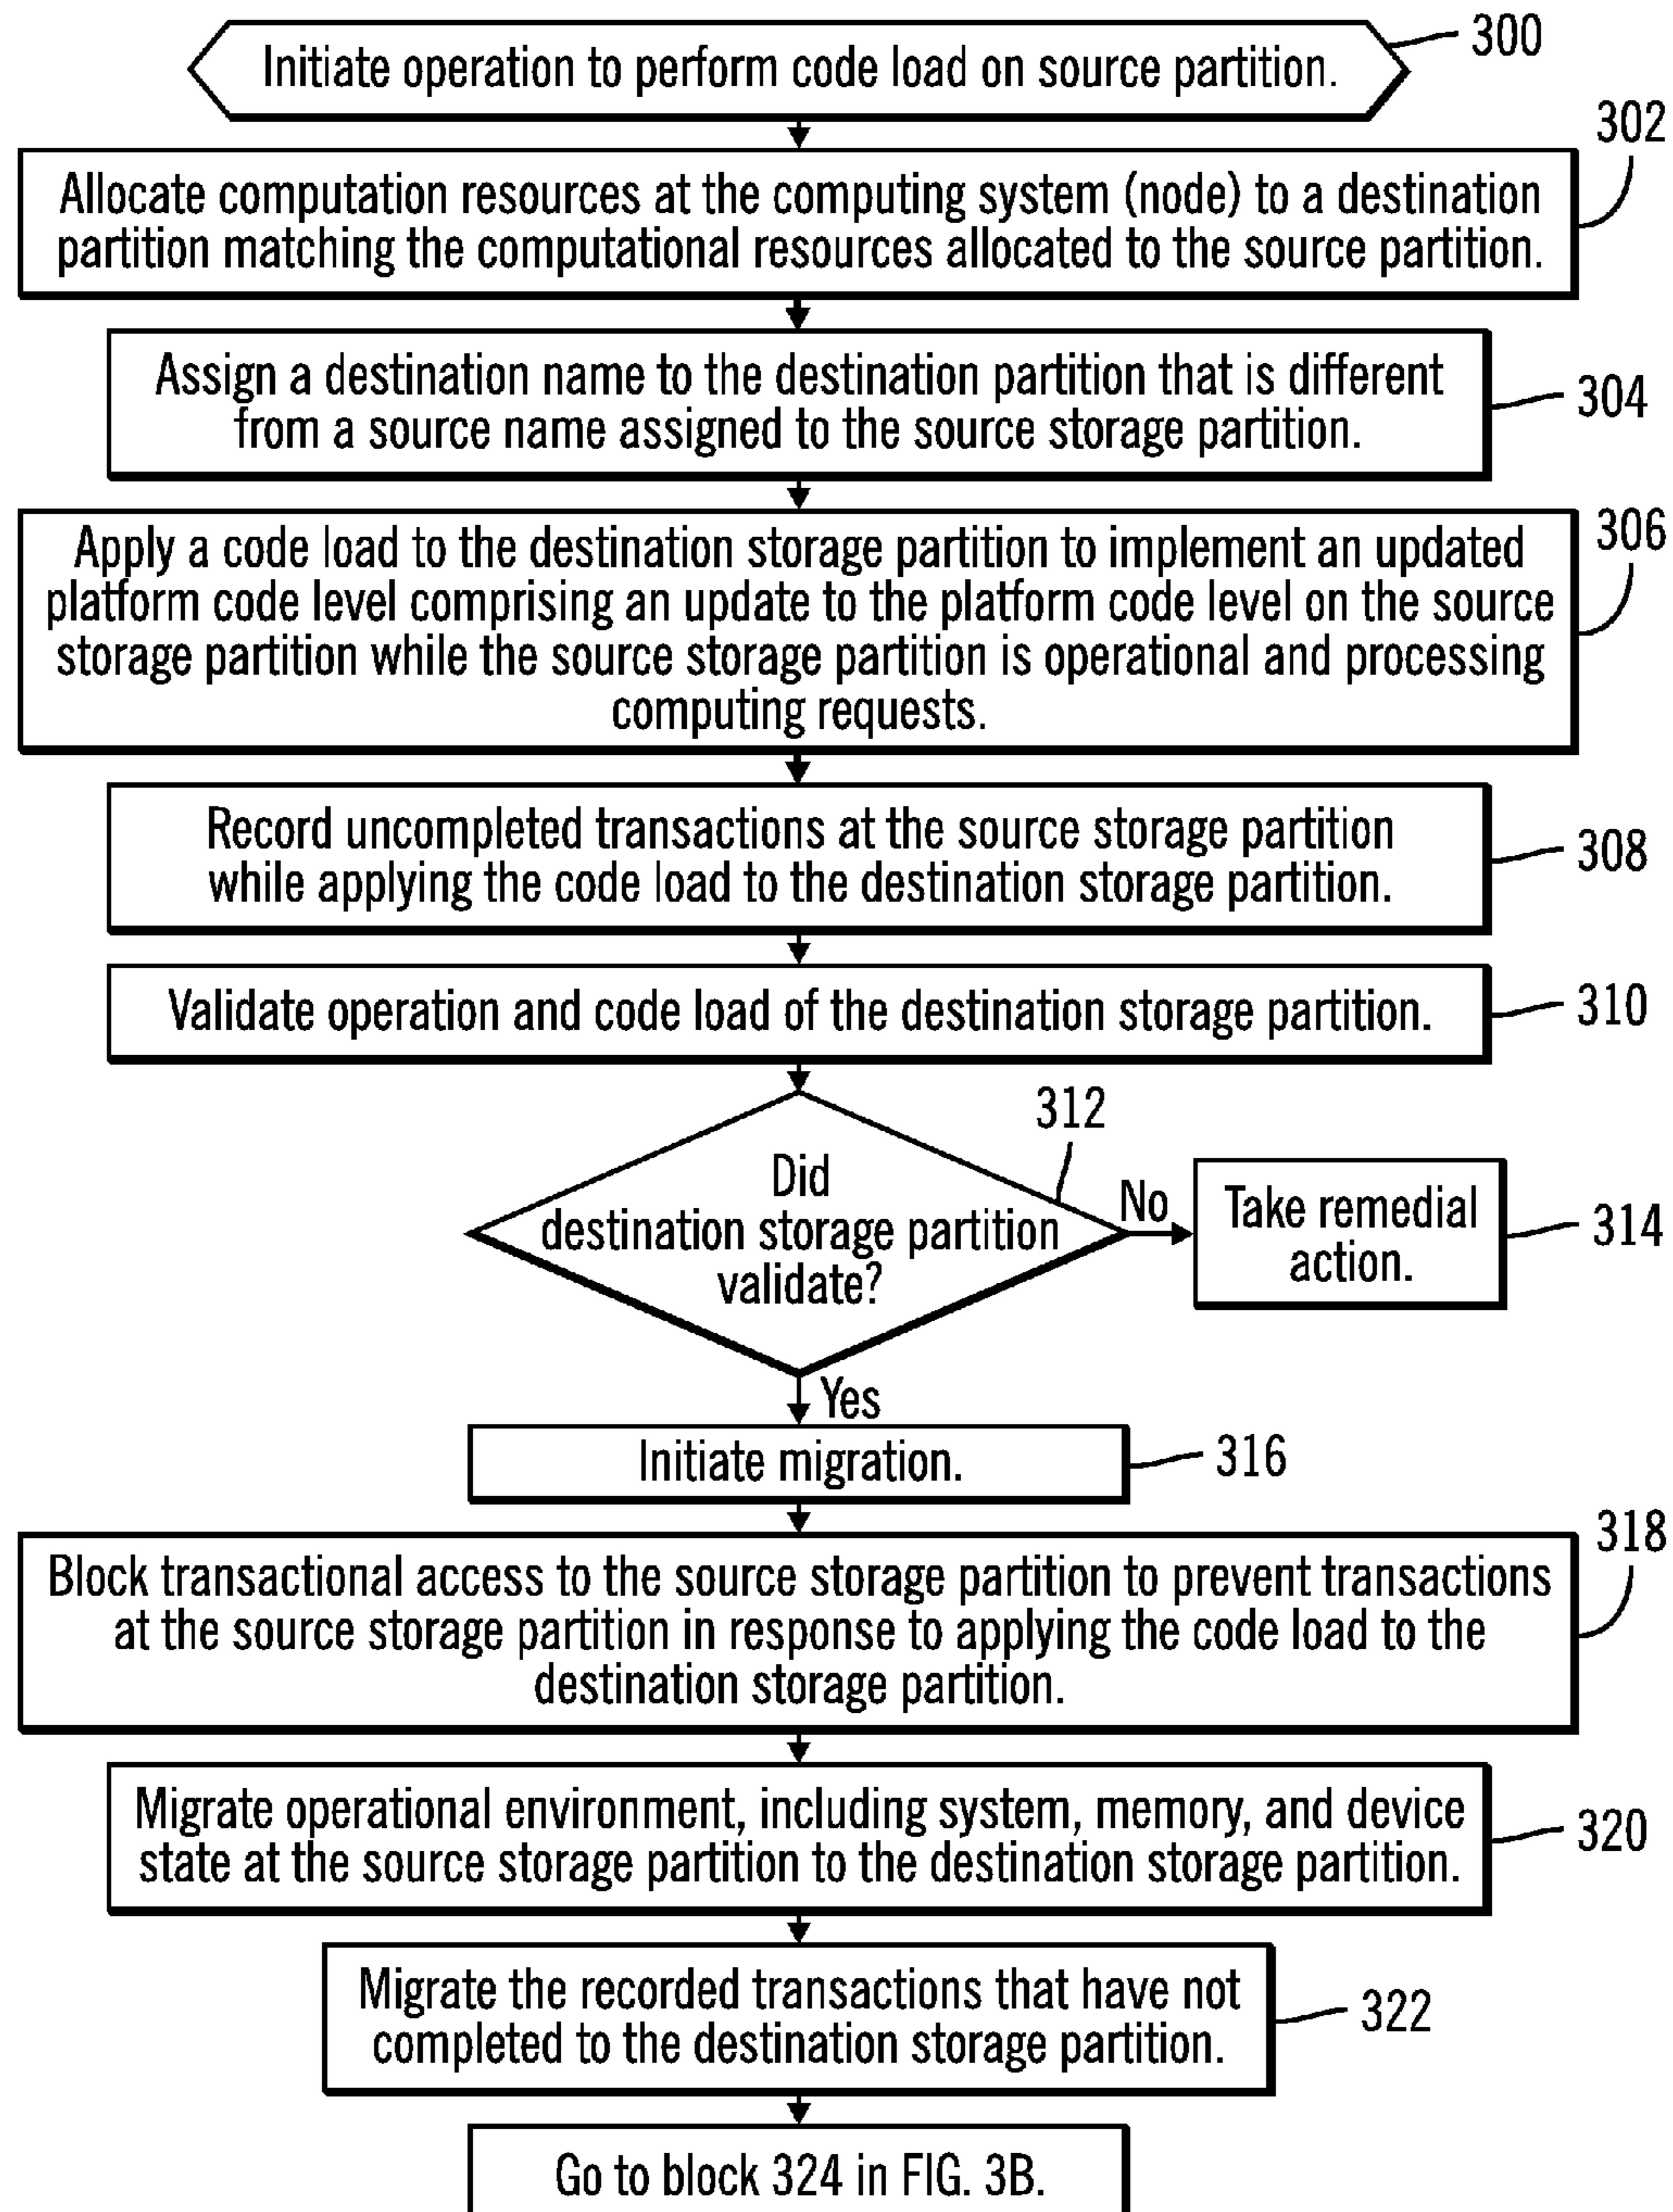 Initiate operation to perform code load on source partition.
300
302
Allocate computation resources at the computing system (node) to a destination
partition matching the computational resources allocated to the source partition.
Assign a destination name to the destination partition that is different
from a source name assigned to the source storage partition.
304
306
Apply a code load to the destination storage partition to implement an updated
platform code level comprising an update to the platform code level on the source
storage partition while the source storage partition is operational and processing
computing requests.
Record uncompleted transactions at the source storage partition
while applying the code load to the destination storage partition.
308
Validate operation and code load of the destination storage partition.
310
312
Did
destination storage partition
validate?
No
Take remedial
action.
314
Yes
Initiate migration.
316
318
Block transactional access to the source storage partition to prevent transactions
at the source storage partition in response to applying the code load to the
destination storage partition.
Migrate operational environment, including system, memory, and device
state at the source storage partition to the destination storage partition.
320
Migrate the recorded transactions that have not
completed to the destination storage partition.
322
Go to block 324 in FIG. 3B.